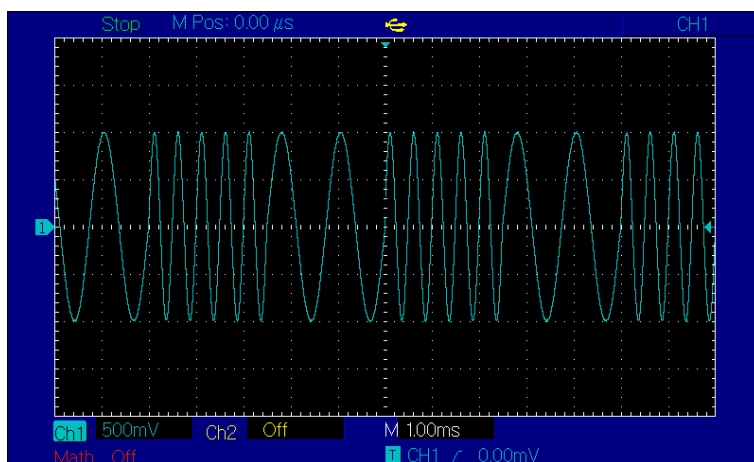 Stop M Pos: 0.00 μs CH1
1
Ch1 500mV Ch2 Off M 1.00ms
Math Off T CH1 0.00mV